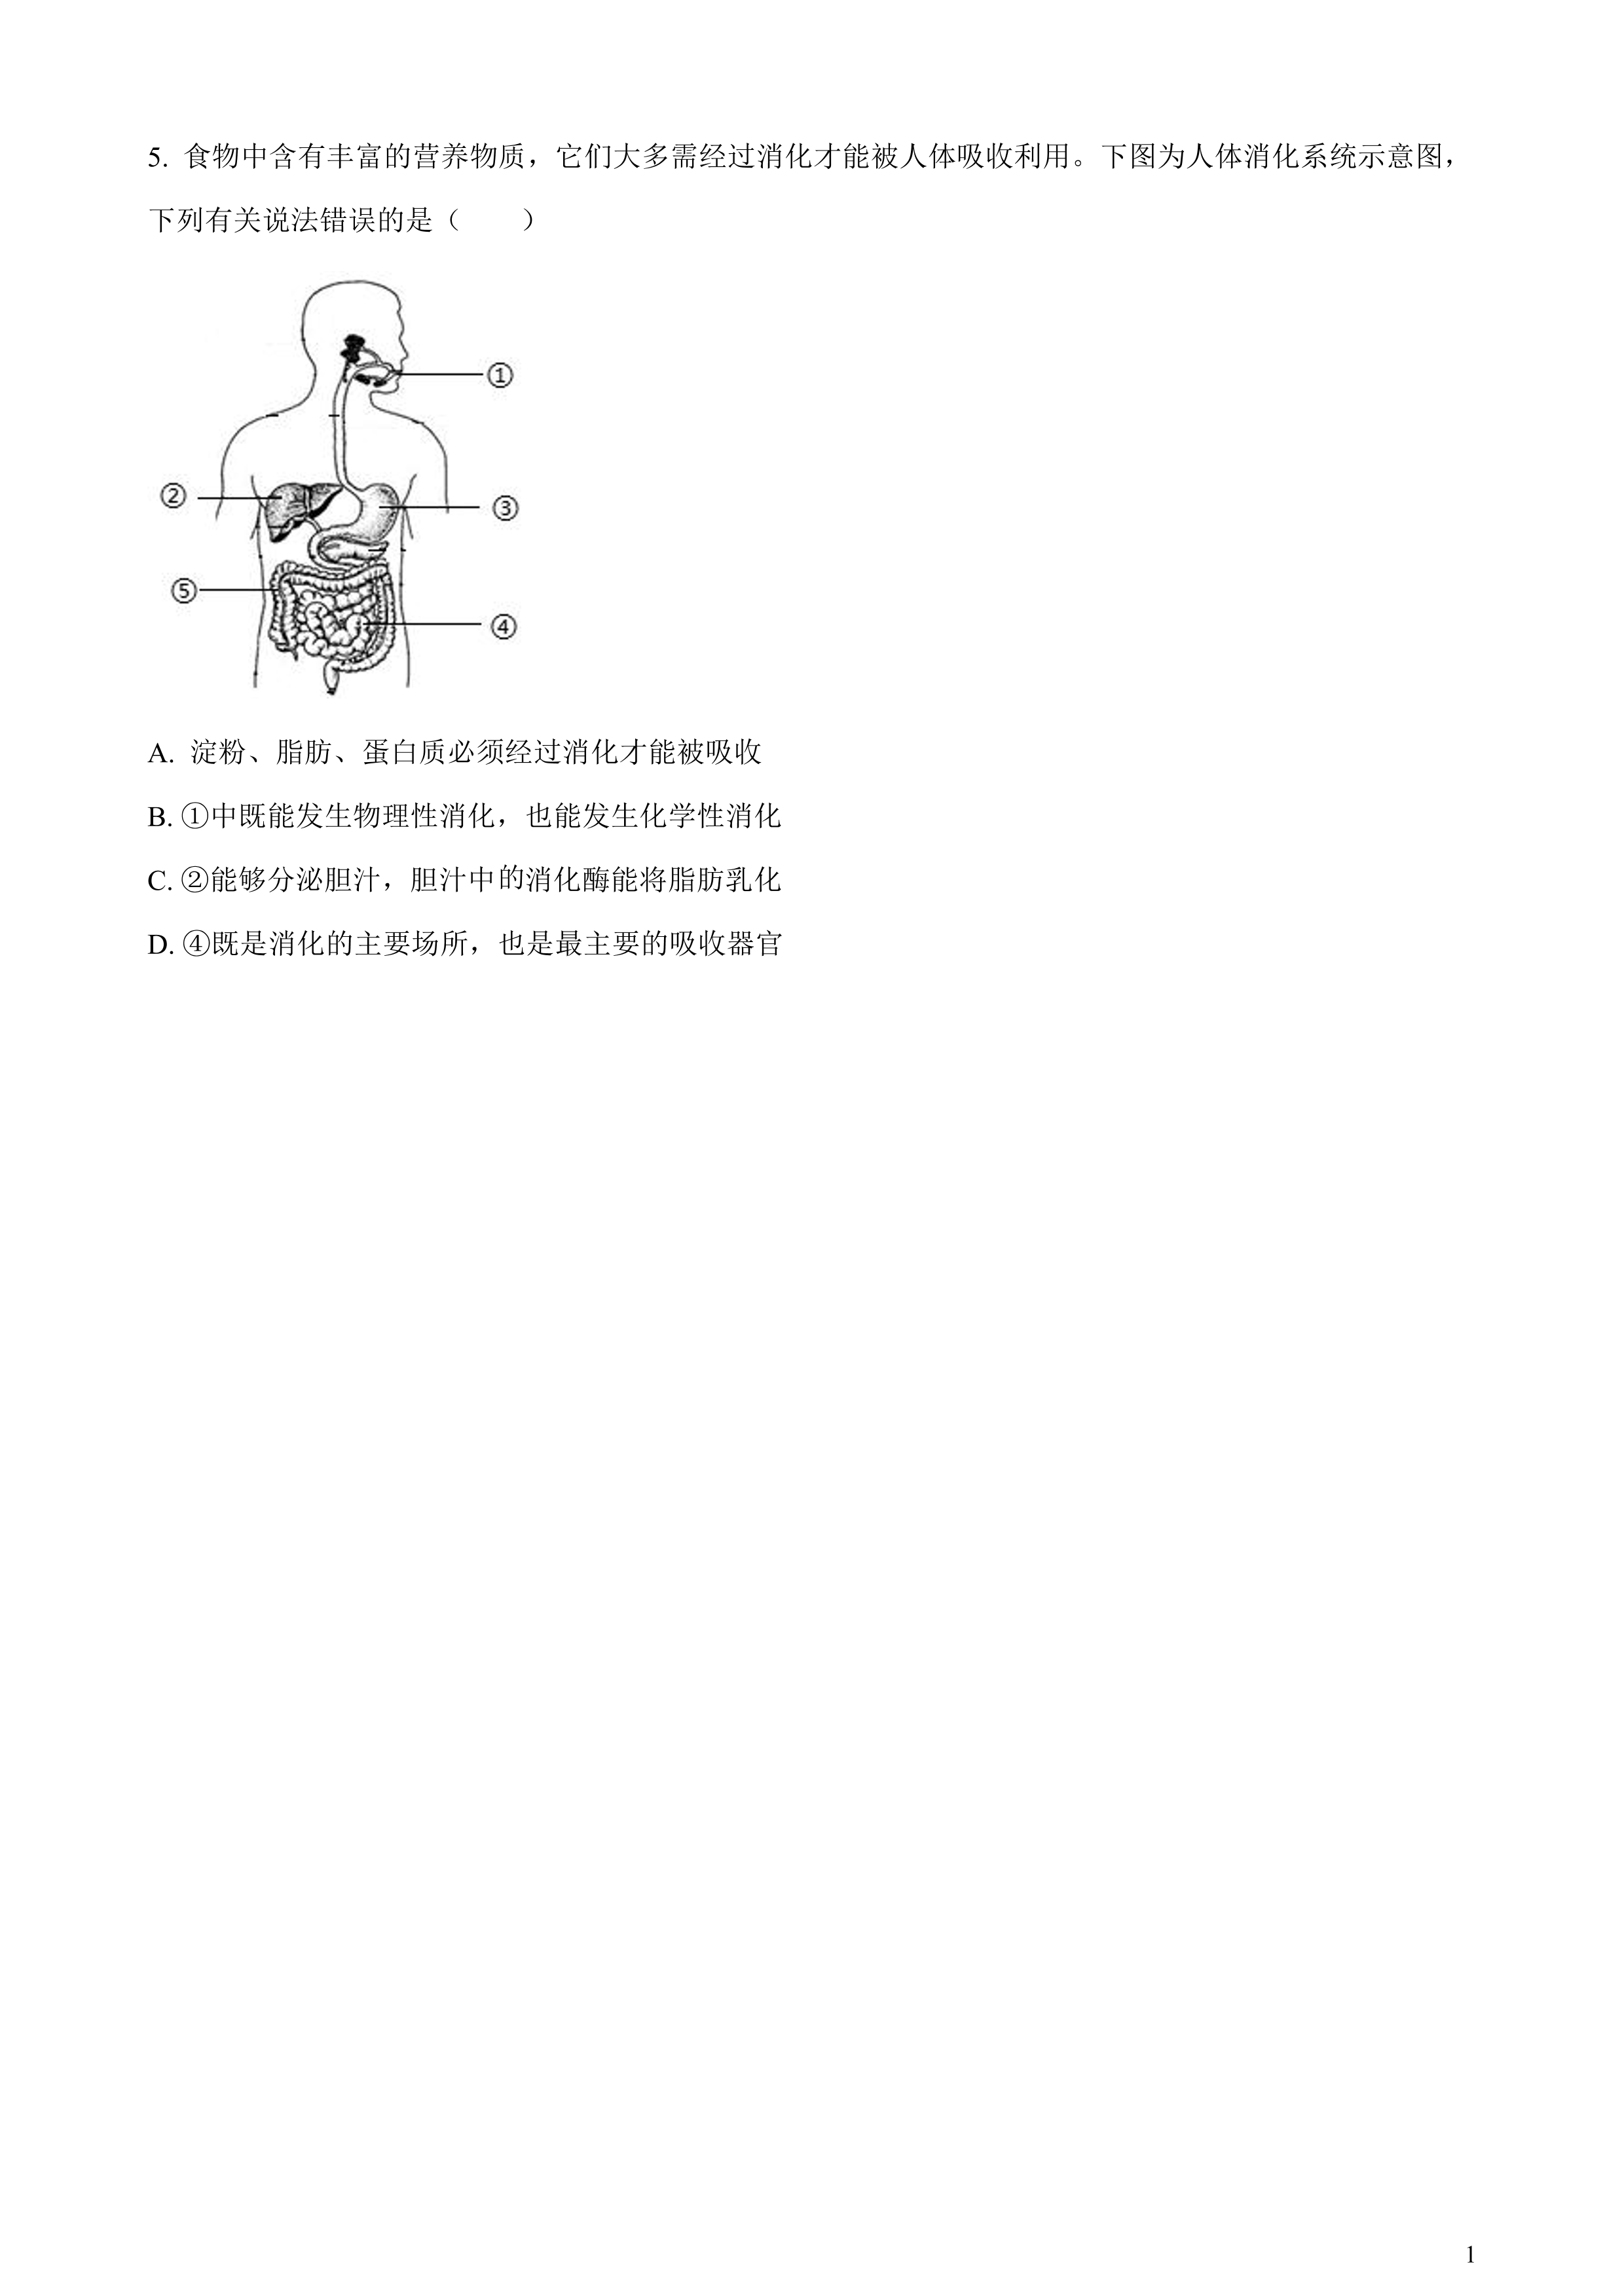 5. 食物中含有丰富的营养物质，它们大多需经过消化才能被人体吸收利用。下图为人体消化系统示意图，
下列有关说法错误的是（　　）
①
②
③
⑤
④
A. 淀粉、脂肪、蛋白质必须经过消化才能被吸收
B. ①中既能发生物理性消化，也能发生化学性消化
C. ②能够分泌胆汁，胆汁中的消化酶能将脂肪乳化
D. ④既是消化的主要场所，也是最主要的吸收器官
1